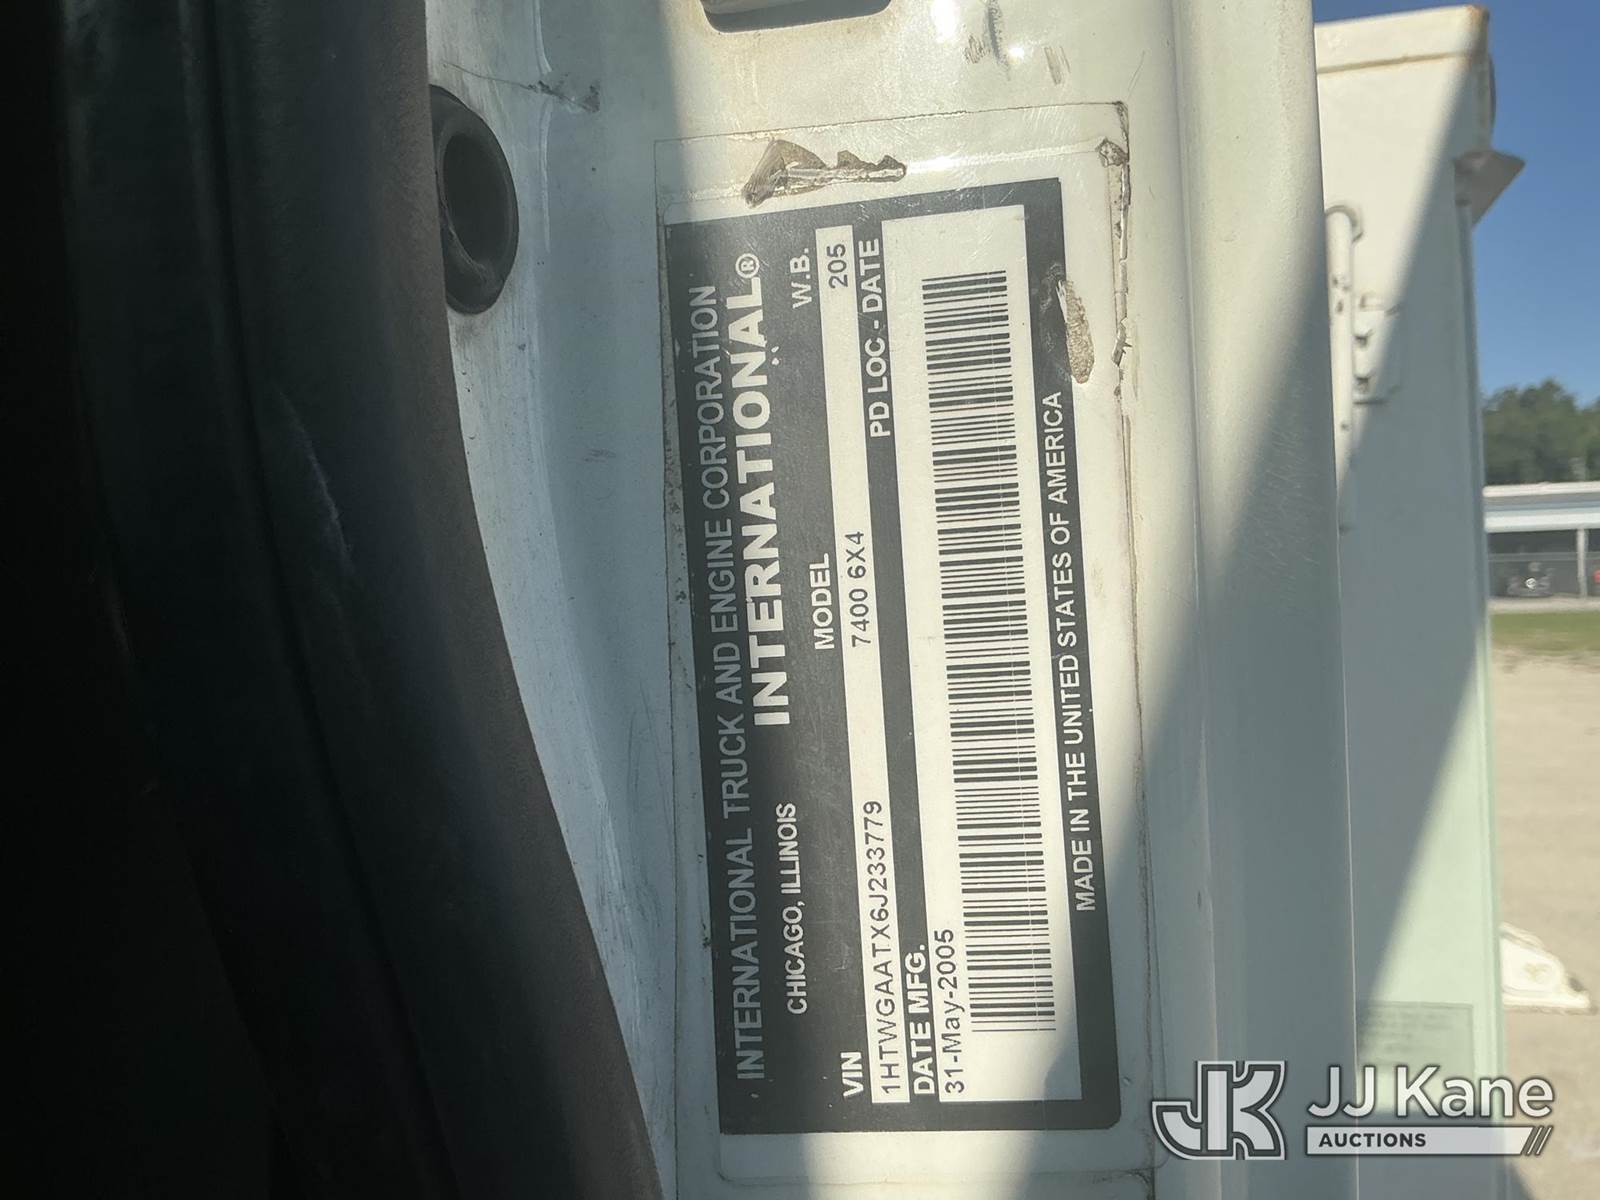 INTERNATIONAL TRUCK AND ENGINE CORPORATION
INTERNATIONAL®
CHICAGO, ILLINOIS
VIN MODEL W.B.
1HTWGAATX6J233779 7400 6X4 205
DATE MFG. PD LOC - DATE
31-May-2005
MADE IN THE UNITED STATES OF AMERICA
JK JJ Kane
AUCTIONS